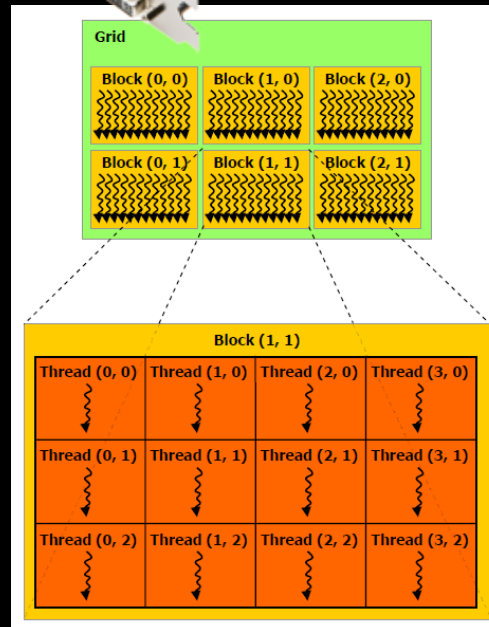 Grid
Block (0, 0) Block (1, 0) Block (2, 0)
Block (0, 1) Block (1, 1) Block (2, 1)
Block (1, 1)
Thread (0, 0) Thread (1, 0) Thread (2, 0) Thread (3, 0)
Thread (0, 1) Thread (1, 1) Thread (2, 1) Thread (3, 1)
Thread (0, 2) Thread (1, 2) Thread (2, 2) Thread (3, 2)